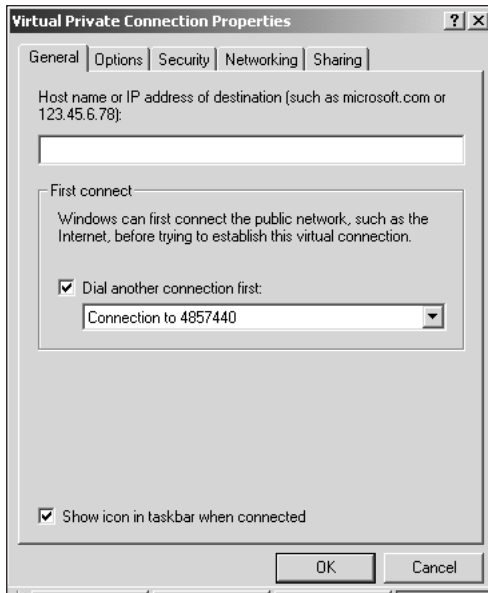 Virtual Private Connection Properties
General Options Security Networking Sharing
Host name or IP address of destination (such as microsoft.com or
123.45.6.78):
First connect
Windows can first connect the public network, such as the
Internet, before trying to establish this virtual connection.
Dial another connection first:
Connection to 4857440
Show icon in taskbar when connected
OK Cancel